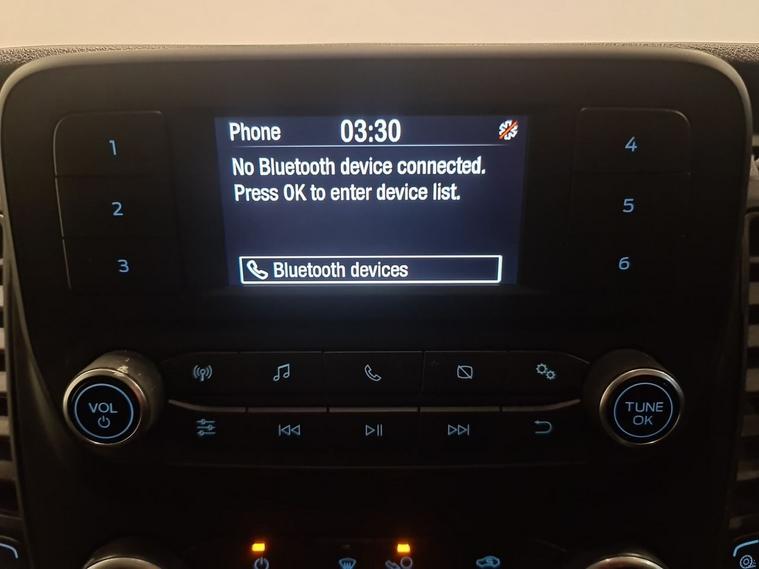 Phone 03:30
No Bluetooth device connected.
Press OK to enter device list.
Bluetooth devices
1
2
3
4
5
6
VOL
TUNE
OK